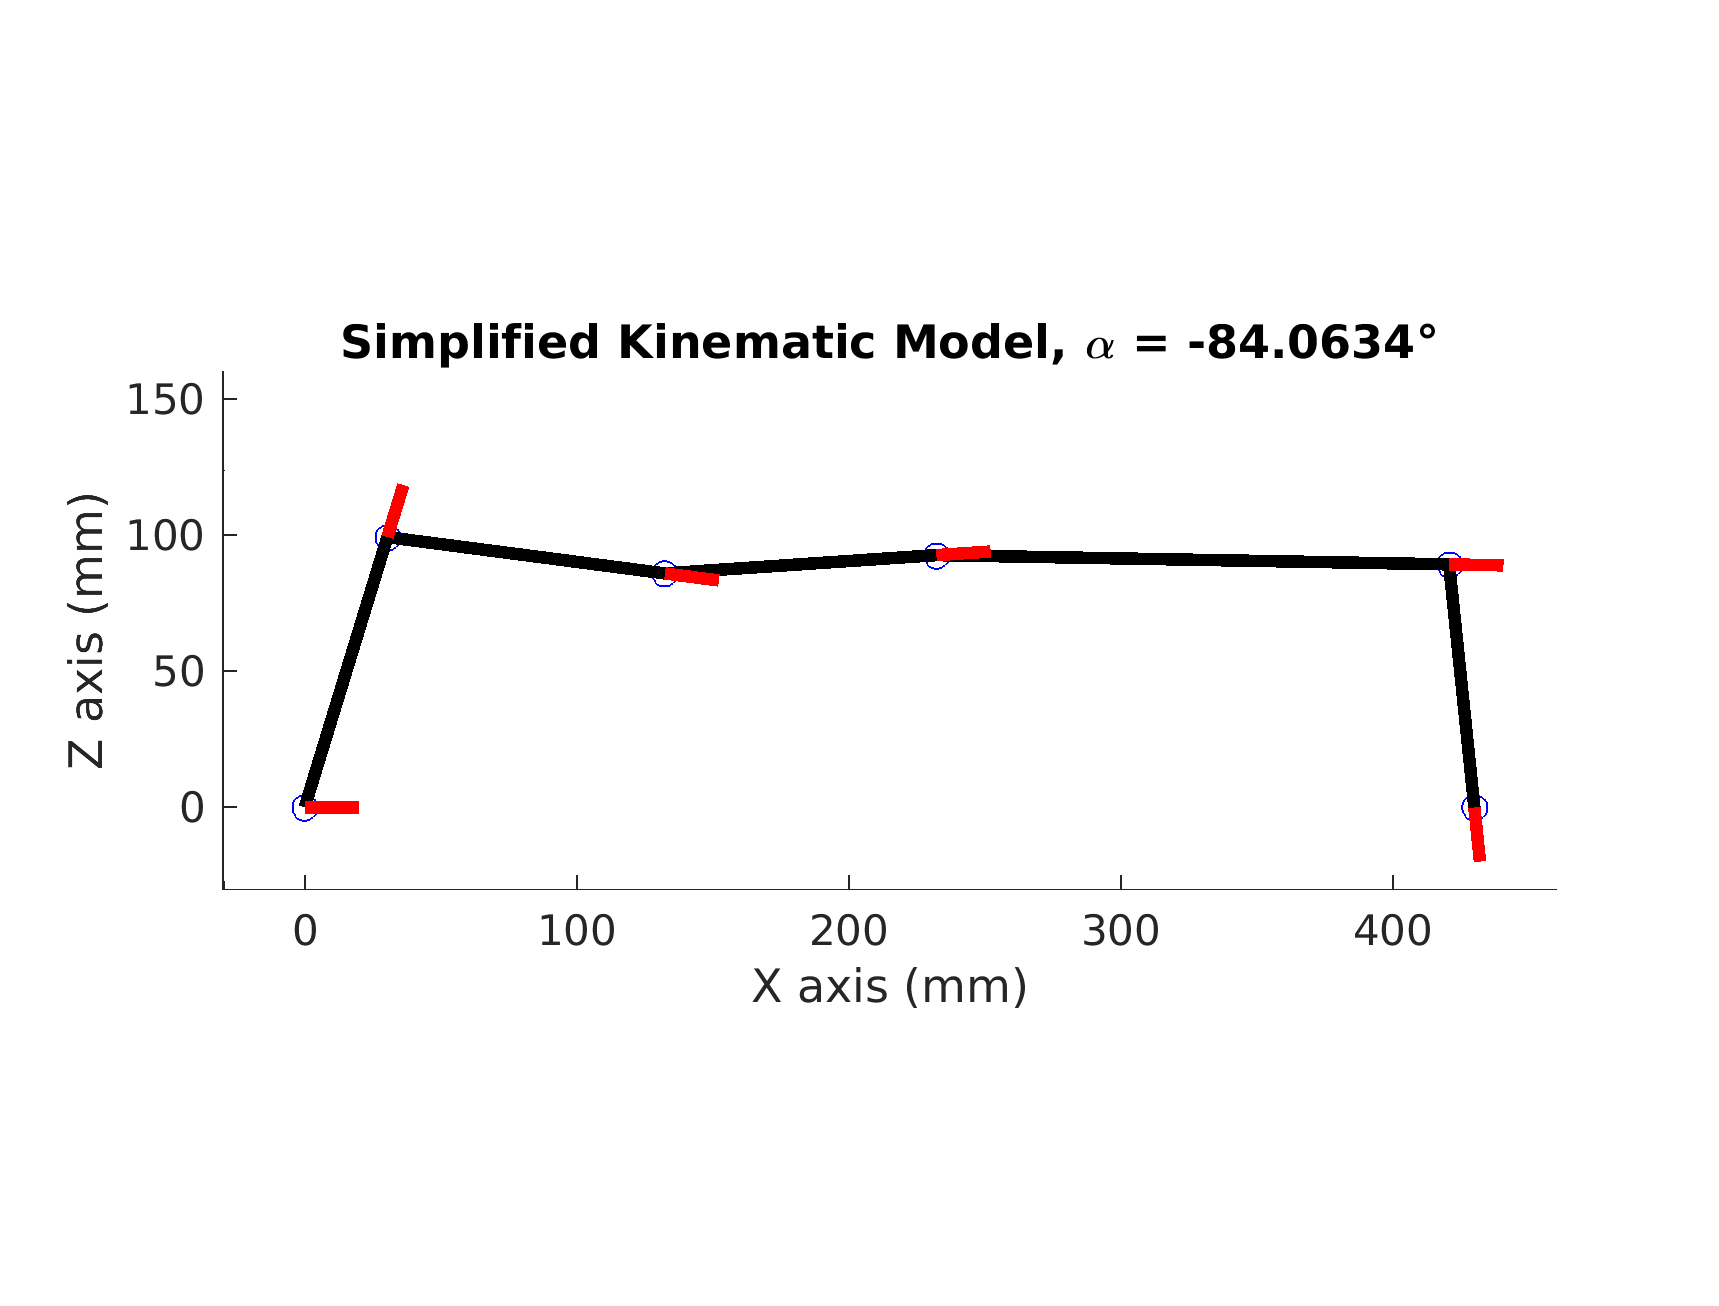 Simplified Kinematic Model, α = -84.0634°
150
100
50
0
Z axis (mm)
0 100 200 300 400
X axis (mm)